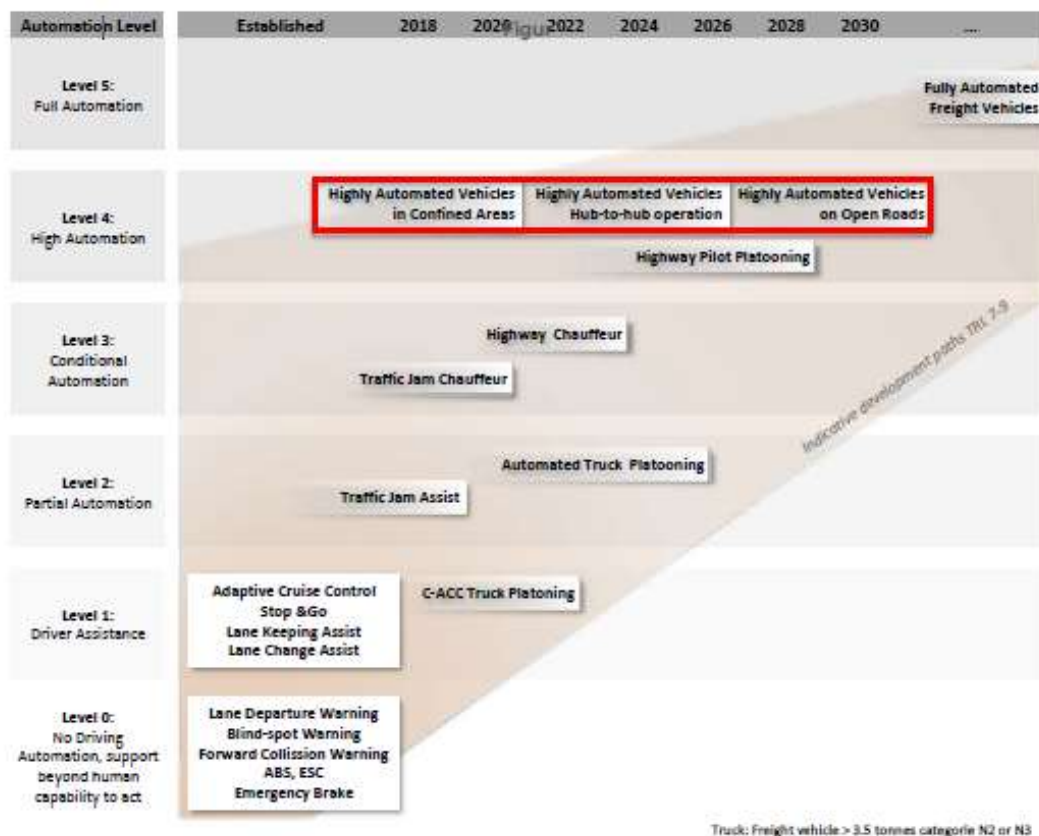 Automation Level Established 2018 2020 Figur 2022 2024 2026 2028 2030 ...
Level 5:
Full Automation
Fully Automated
Freight Vehicles
Level 4:
High Automation
Highly Automated Vehicles
in Confined Areas
Highly Automated Vehicles
Hub-to-hub operation
Highly Automated Vehicles
on Open Roads
Highway Pilot Platooning
Level 3:
Conditional
Automation
Highway Chauffeur
Traffic Jam Chauffeur
Indicative development paths TRL 7-9
Level 2:
Partial Automation
Automated Truck Platooning
Traffic Jam Assist
Level 1:
Driver Assistance
Adaptive Cruise Control
Stop &Go
Lane Keeping Assist
Lane Change Assist
C-ACC Truck Platoning
Level 0:
No Driving
Automation, support
beyond human
capability to act
Lane Departure Warning
Blind-spot Warning
Forward Collission Warning
ABS, ESC
Emergency Brake
Truck: Freight vehicle > 3.5 tonnes categorie N2 or N3